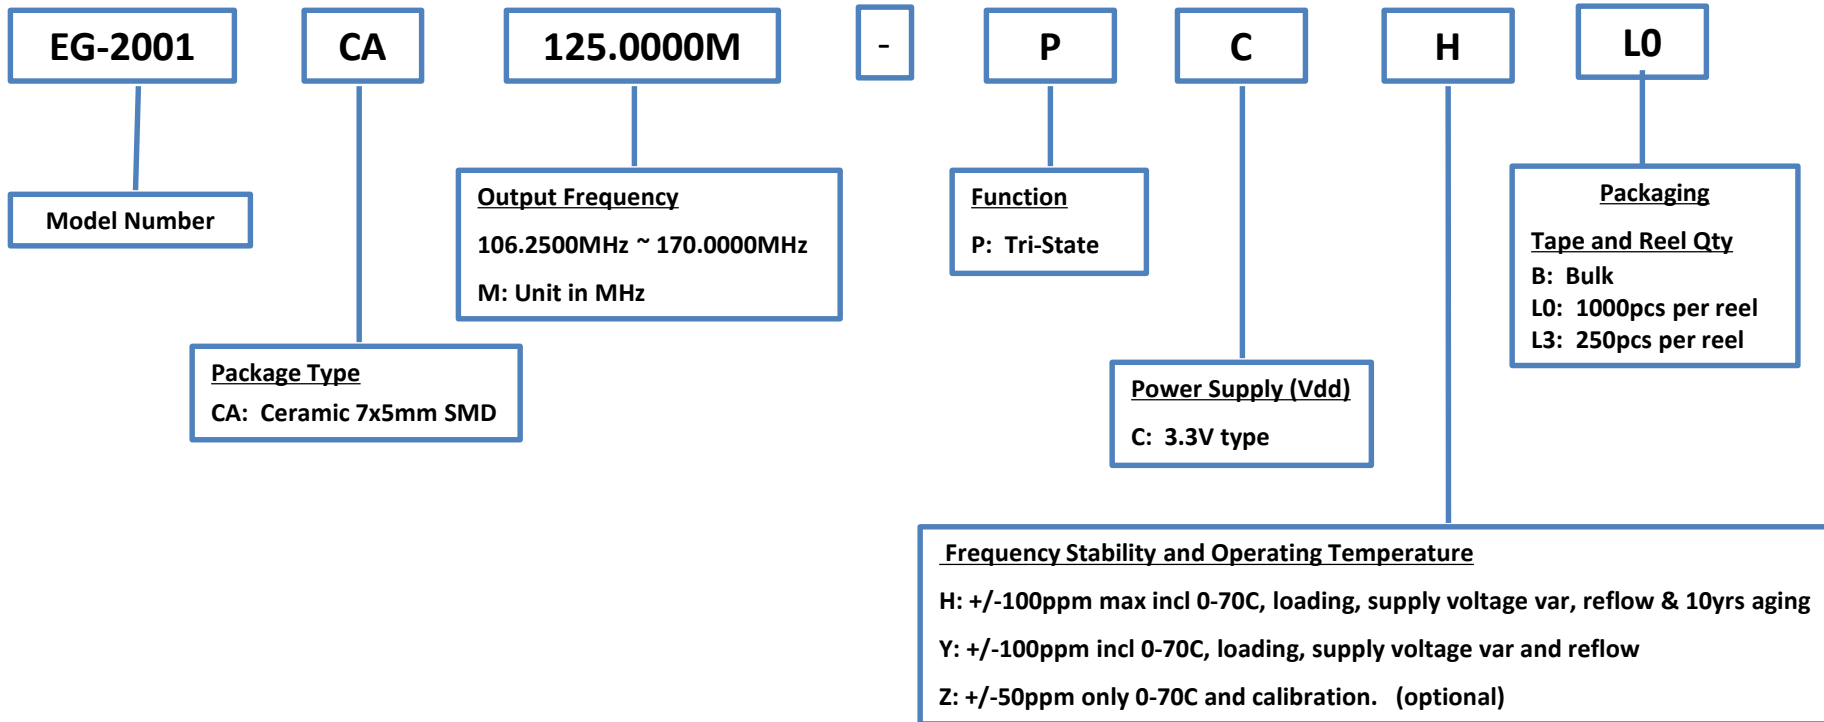 EG-2001 CA 125.0000M - P C H L0
Model Number
Output Frequency
106.2500MHz ~ 170.0000MHz
M: Unit in MHz
Function
P: Tri-State
Packaging
Tape and Reel Qty
B: Bulk
L0: 1000pcs per reel
L3: 250pcs per reel
Package Type
CA: Ceramic 7x5mm SMD
Power Supply (Vdd)
C: 3.3V type
Frequency Stability and Operating Temperature
H: +/-100ppm max incl 0-70C, loading, supply voltage var, reflow & 10yrs aging
Y: +/-100ppm incl 0-70C, loading, supply voltage var and reflow
Z: +/-50ppm only 0-70C and calibration. (optional)